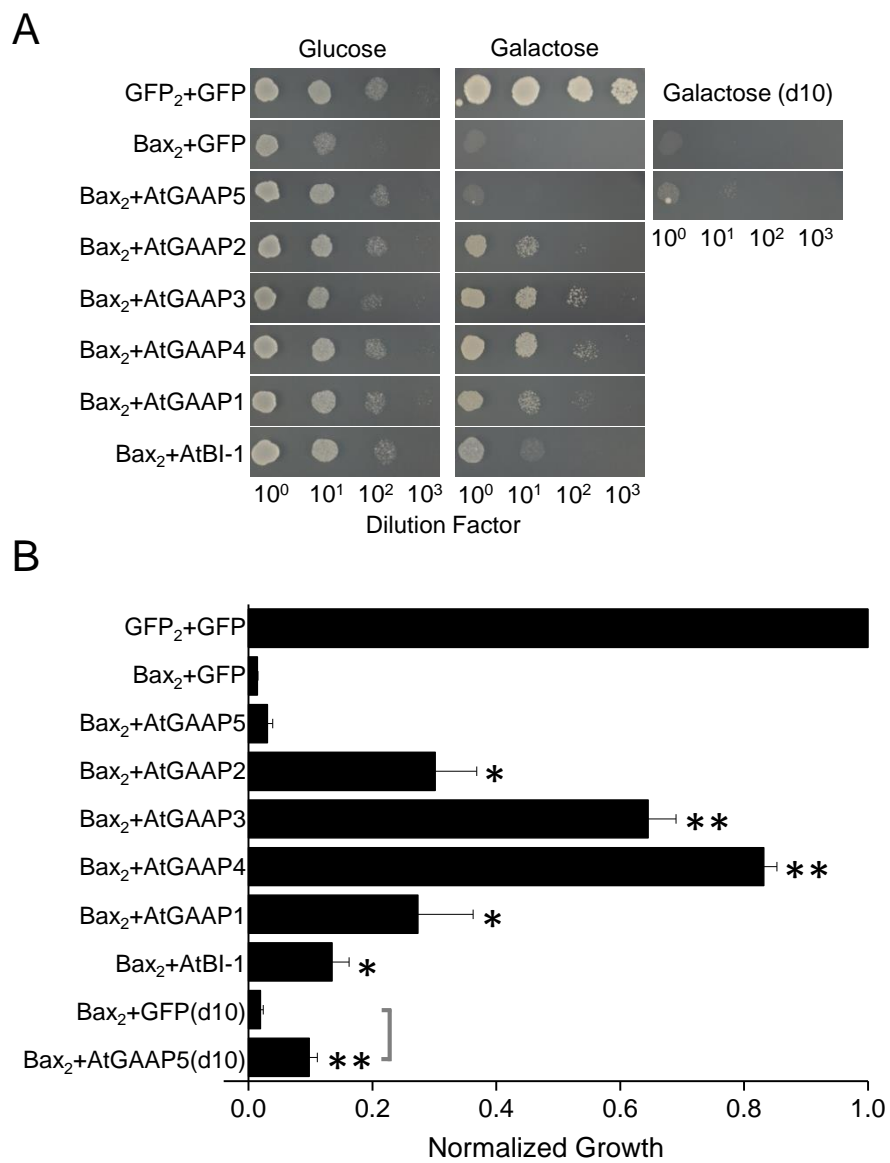 A
Glucose
Galactose
GFP₂+GFP
Galactose (d10)
Bax₂+GFP
Bax₂+AtGAAP5
Bax₂+AtGAAP2
10⁰ 10¹ 10² 10³
Bax₂+AtGAAP3
Bax₂+AtGAAP4
Bax₂+AtGAAP1
Bax₂+AtBI-1
10⁰ 10¹ 10² 10³
10⁰ 10¹ 10² 10³
Dilution Factor
B
GFP₂+GFP
Bax₂+GFP
Bax₂+AtGAAP5
Bax₂+AtGAAP2 *
Bax₂+AtGAAP3 **
Bax₂+AtGAAP4 **
Bax₂+AtGAAP1 *
Bax₂+AtBI-1 *
Bax₂+GFP(d10)
Bax₂+AtGAAP5(d10) **
0.0 0.2 0.4 0.6 0.8 1.0
Normalized Growth